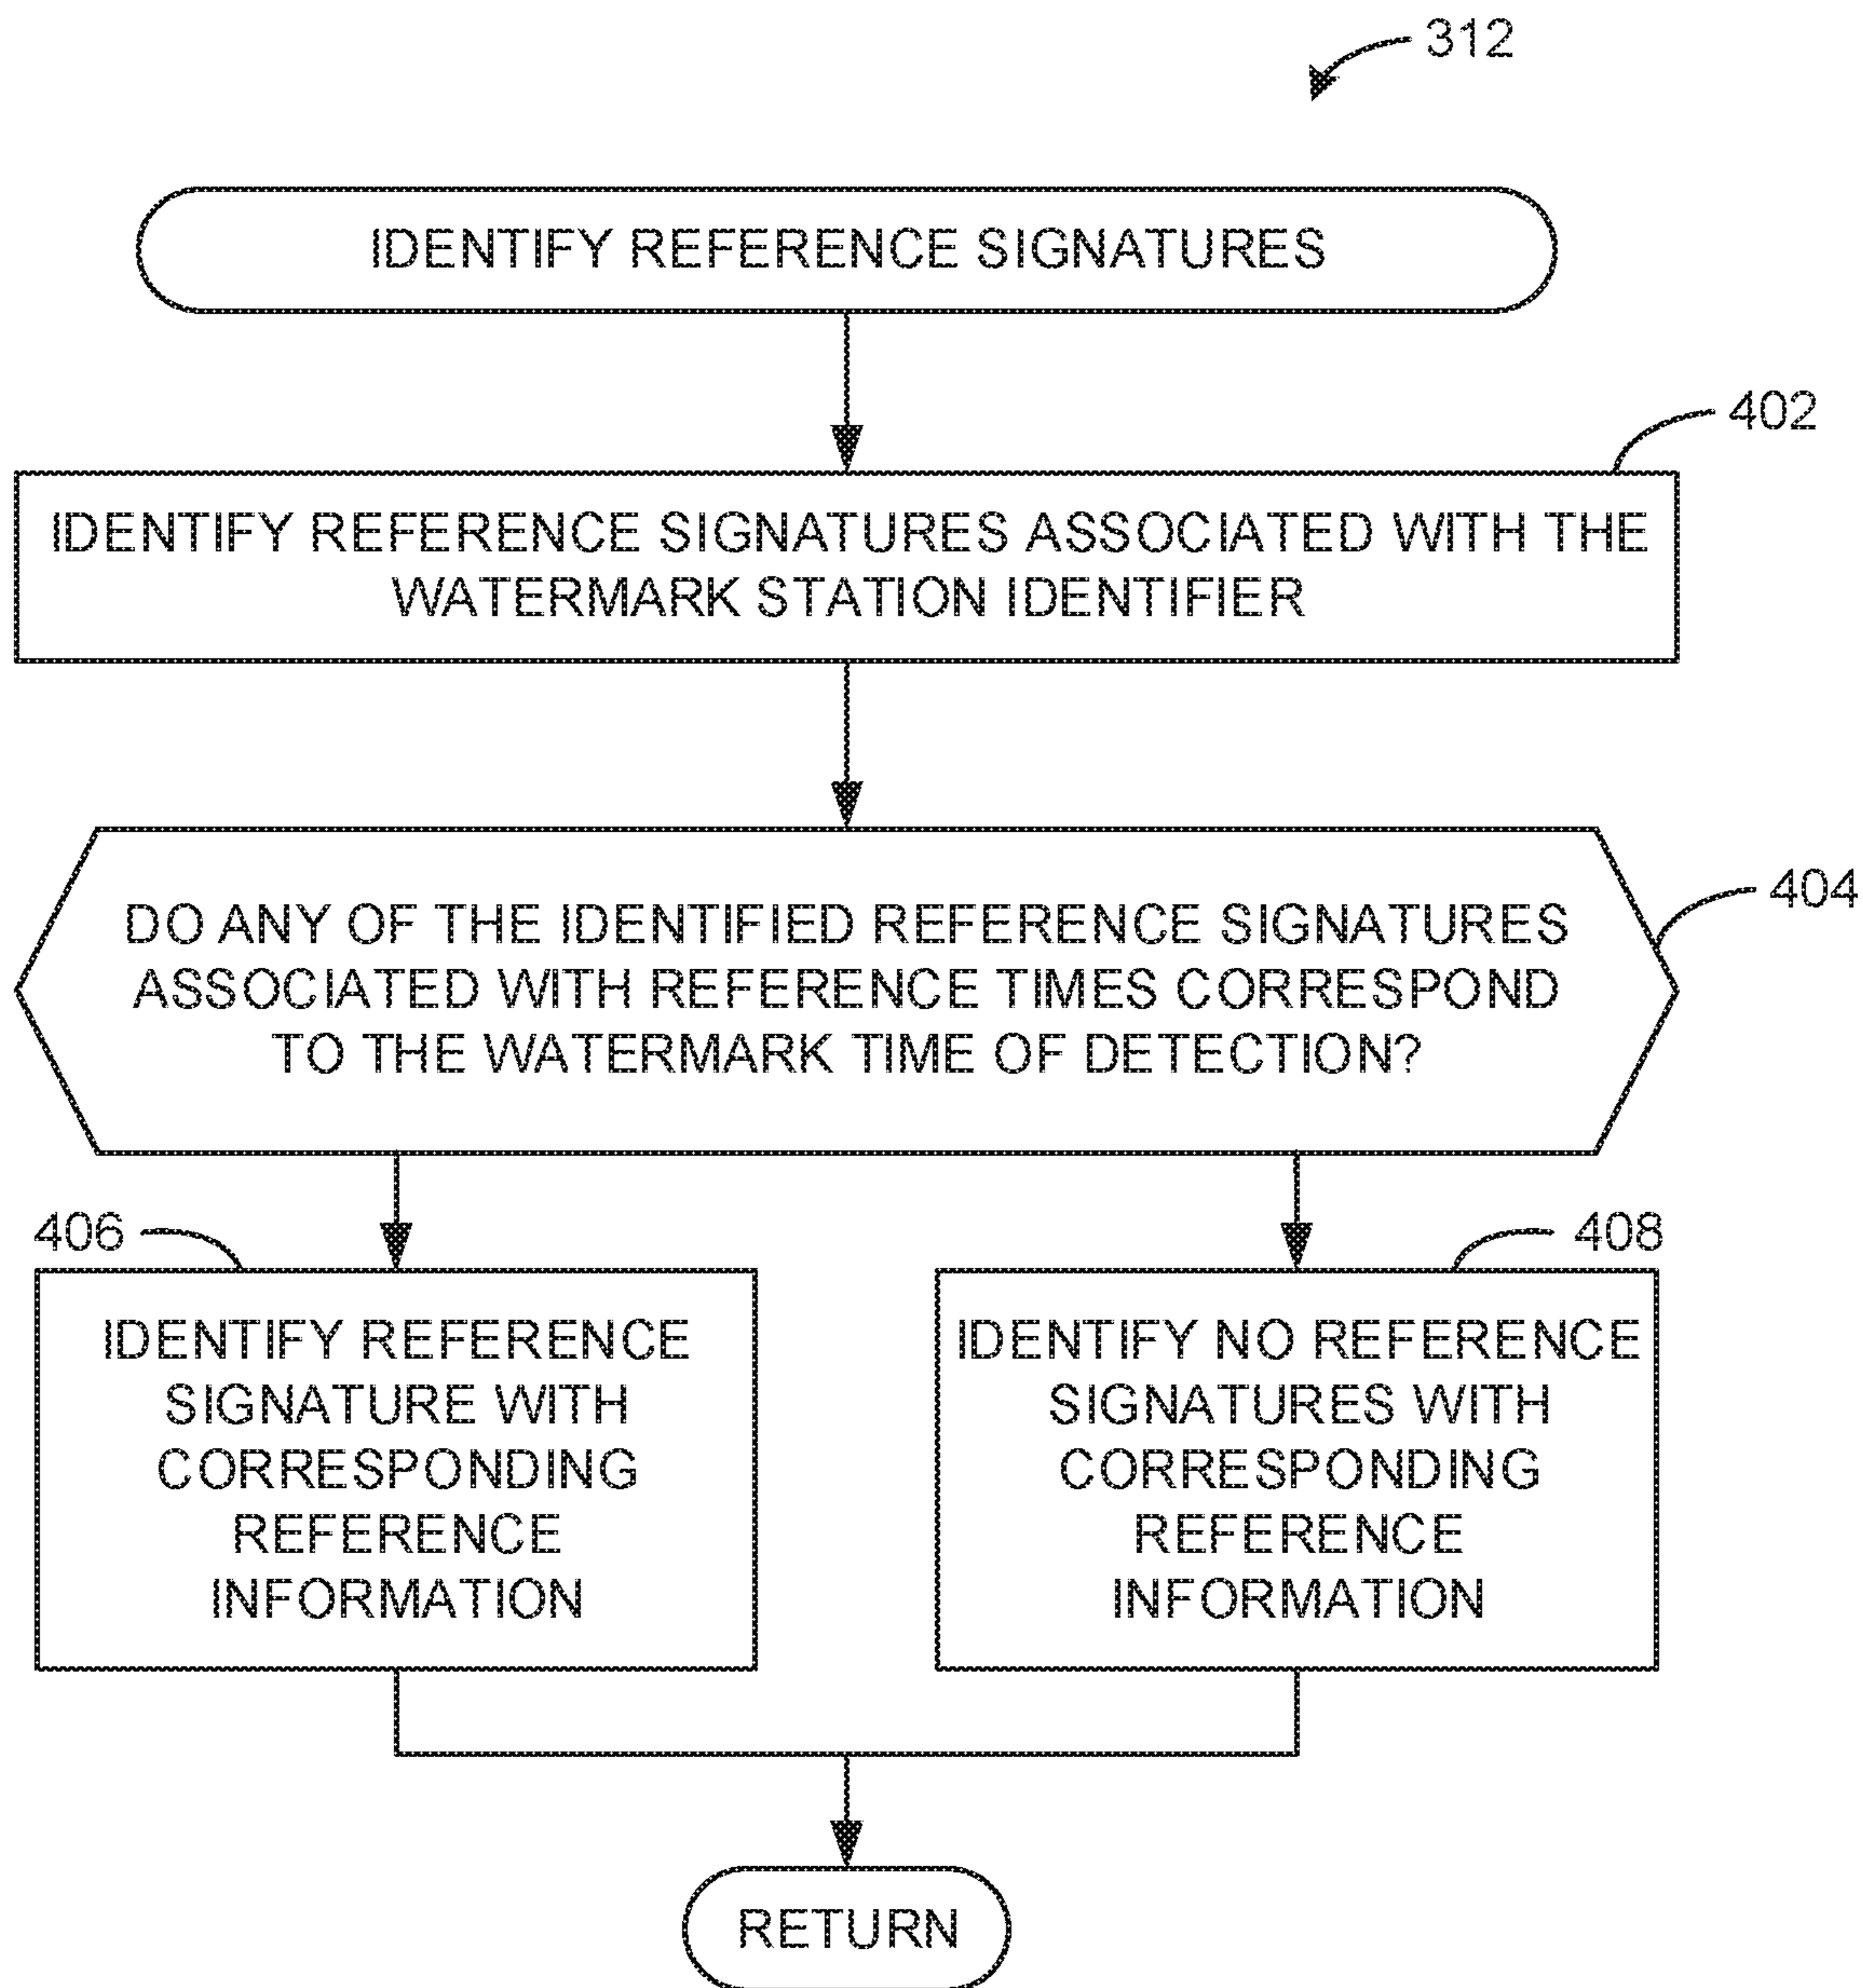 312
IDENTIFY REFERENCE SIGNATURES
402
IDENTIFY REFERENCE SIGNATURES ASSOCIATED WITH THE
WATERMARK STATION IDENTIFIER
404
DO ANY OF THE IDENTIFIED REFERENCE SIGNATURES
ASSOCIATED WITH REFERENCE TIMES CORRESPOND
TO THE WATERMARK TIME OF DETECTION?
406
IDENTIFY REFERENCE
SIGNATURE WITH
CORRESPONDING
REFERENCE
INFORMATION
408
IDENTIFY NO REFERENCE
SIGNATURES WITH
CORRESPONDING
REFERENCE
INFORMATION
RETURN